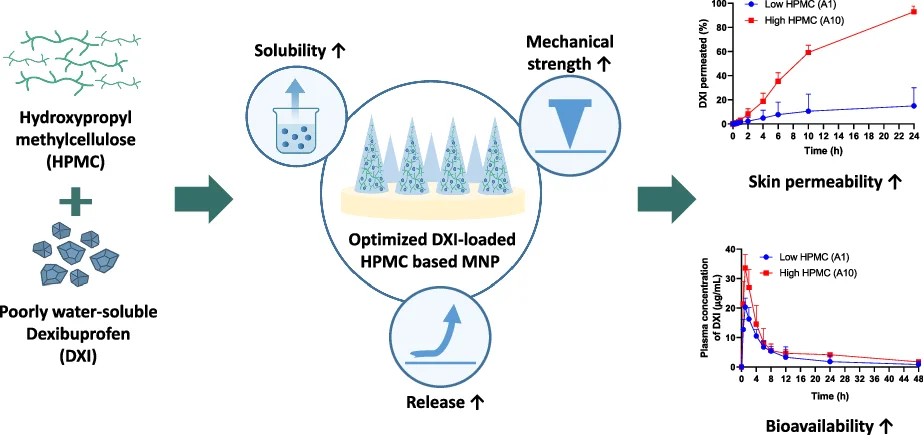 Hydroxypropyl
methylcellulose
(HPMC)
Poorly water-soluble
Dexibuprofen
(DXI)
Solubility ↑
Mechanical
strength ↑
Optimized DXI-loaded
HPMC based MNP
Release ↑
DXI permeated (%)
100
80
60
40
20
0
Low HPMC (A1)
High HPMC (A10)
0 2 4 6 8 10 12 14 16 18 20 22 24
Time (h)
Skin permeability ↑
Plasma concentration
of DXI (µg/mL)
40
30
20
10
0
Low HPMC (A1)
High HPMC (A10)
0 4 8 12 16 20 24 28 32 36 40 44 48
Time (h)
Bioavailability ↑